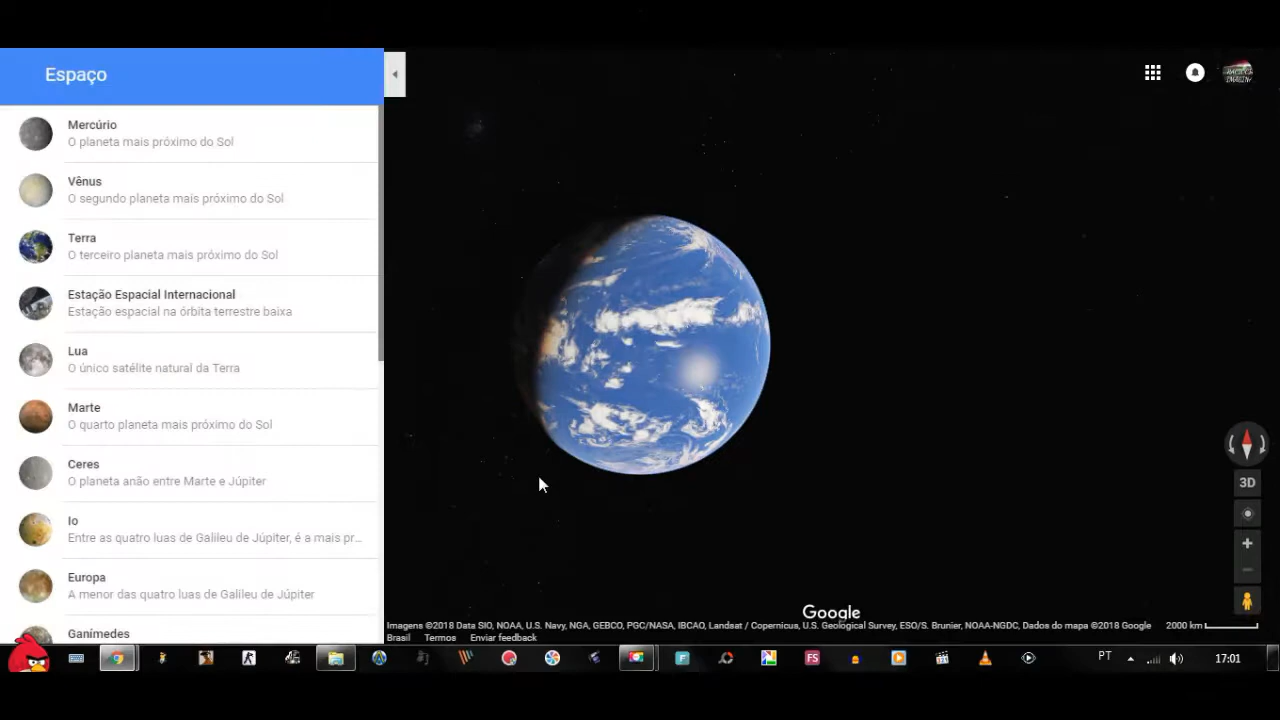 Espaço
Mercúrio
O planeta mais próximo do Sol
Vênus
O segundo planeta mais próximo do Sol
Terra
O terceiro planeta mais próximo do Sol
Estação Espacial Internacional
Estação espacial na órbita terrestre baixa
Lua
O único satélite natural da Terra
Marte
O quarto planeta mais próximo do Sol
Ceres
O planeta anão entre Marte e Júpiter
Io
Entre as quatro luas de Galileu de Júpiter, é a mais pr...
Europa
A menor das quatro luas de Galileu de Júpiter
Ganímedes
3D
Google
Imagens ©2018 Data SIO, NOAA, U.S. Navy, NGA, GEBCO, PGC/NASA, IBCAO, Landsat / Copernicus, U.S. Geological Survey, ESO/S. Brunier, NOAA-NGDC, Dados do mapa ©2018 Google 2000 km
Brasil Termos Enviar feedback
F FS PT 17:01